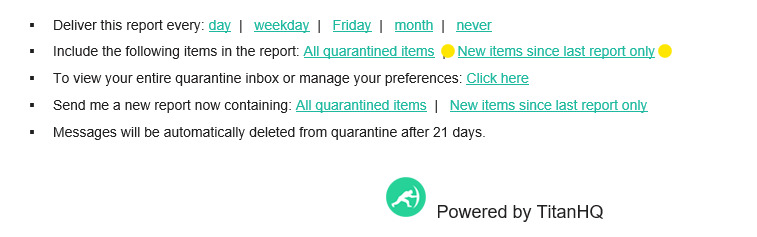 ▪ Deliver this report every: day | weekday | Friday | month | never
▪ Include the following items in the report: All quarantined items | New items since last report only
▪ To view your entire quarantine inbox or manage your preferences: Click here
▪ Send me a new report now containing: All quarantined items | New items since last report only
▪ Messages will be automatically deleted from quarantine after 21 days.
Powered by TitanHQ